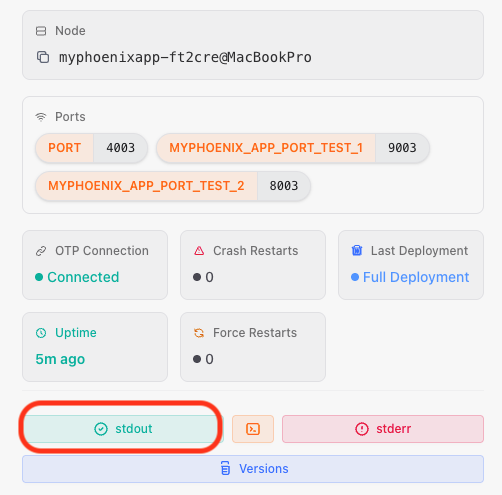 Node
myphoenixapp-ft2cre@MacBookPro
Ports
PORT 4003 MYPHOENIX_APP_PORT_TEST_1 9003
MYPHOENIX_APP_PORT_TEST_2 8003
OTP Connection Crash Restarts Last Deployment
Connected 0 Full Deployment
Uptime Force Restarts
5m ago 0
stdout stderr
Versions